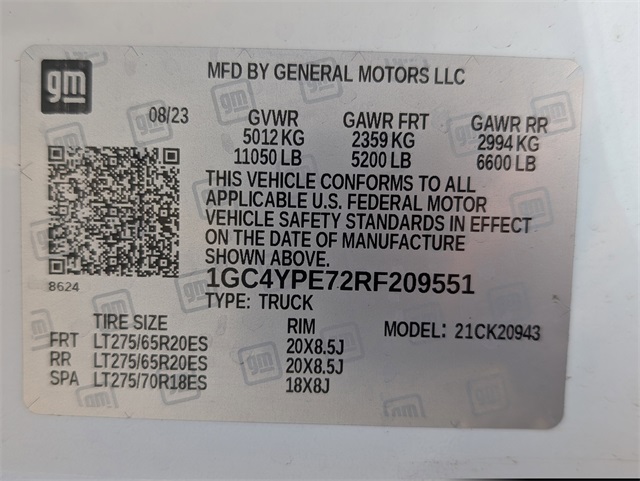 gm
MFD BY GENERAL MOTORS LLC
08/23
GVWR GAWR FRT GAWR RR
5012 KG 2359 KG 2994 KG
11050 LB 5200 LB 6600 LB
THIS VEHICLE CONFORMS TO ALL
APPLICABLE U.S. FEDERAL MOTOR
VEHICLE SAFETY STANDARDS IN EFFECT
ON THE DATE OF MANUFACTURE
SHOWN ABOVE.
8624
1GC4YPE72RF209551
TYPE: TRUCK
TIRE SIZE RIM MODEL: 21CK20943
FRT LT275/65R20ES 20X8.5J
RR LT275/65R20ES 20X8.5J
SPA LT275/70R18ES 18X8J